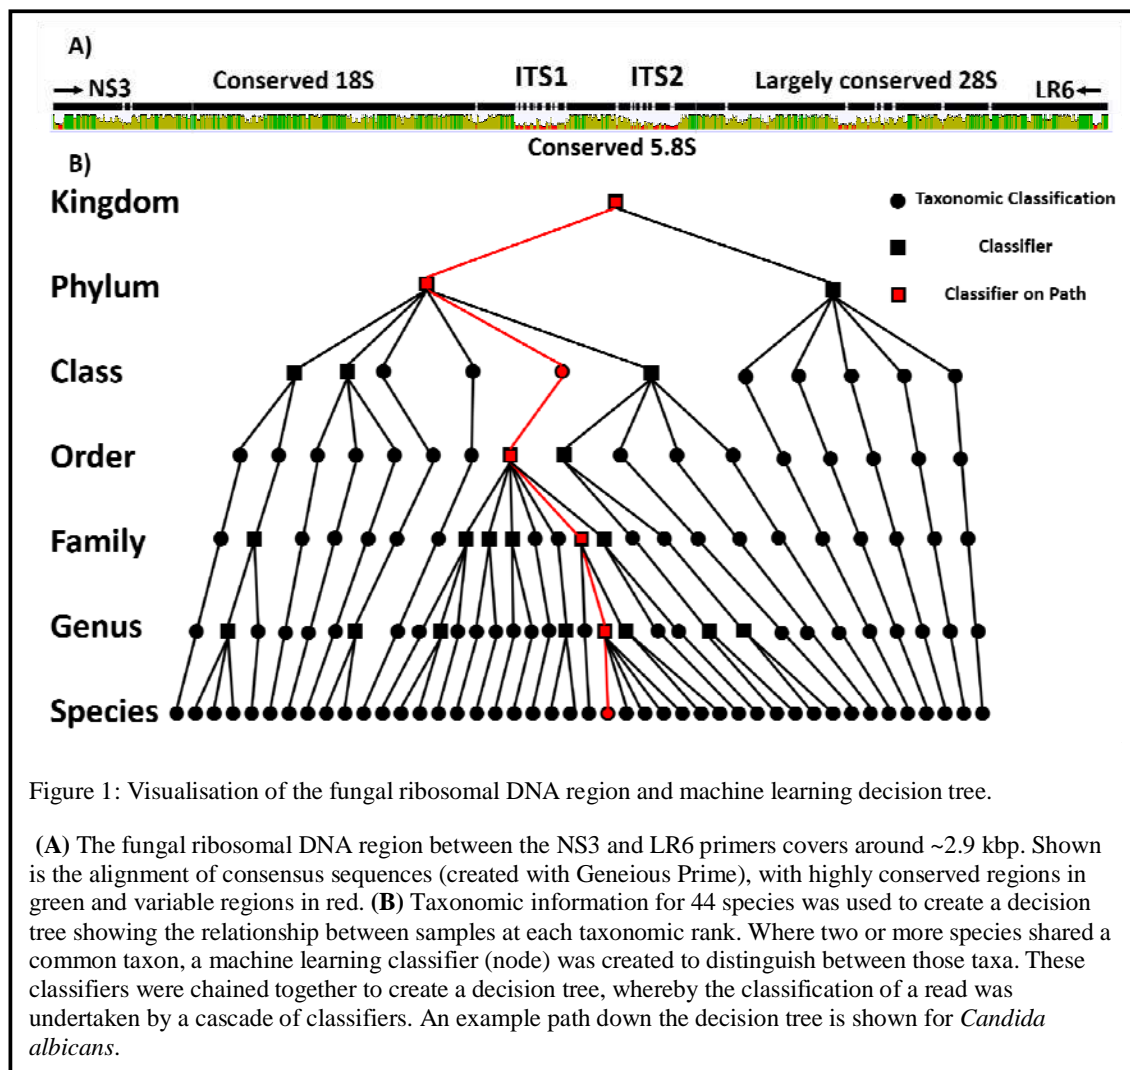 A)
NS3
Conserved 18S
ITS1
ITS2
Largely conserved 28S
LR6
Conserved 5.8S
B)
Kingdom
Taxonomic Classification
Classifier
Phylum
Classifier on Path
Class
Order
Family
Genus
Species
Figure 1: Visualisation of the fungal ribosomal DNA region and machine learning decision tree.
(A) The fungal ribosomal DNA region between the NS3 and LR6 primers covers around ~2.9 kbp. Shown
is the alignment of consensus sequences (created with Geneious Prime), with highly conserved regions in
green and variable regions in red. (B) Taxonomic information for 44 species was used to create a decision
tree showing the relationship between samples at each taxonomic rank. Where two or more species shared a
common taxon, a machine learning classifier (node) was created to distinguish between those taxa. These
classifiers were chained together to create a decision tree, whereby the classification of a read was
undertaken by a cascade of classifiers. An example path down the decision tree is shown for Candida
albicans.